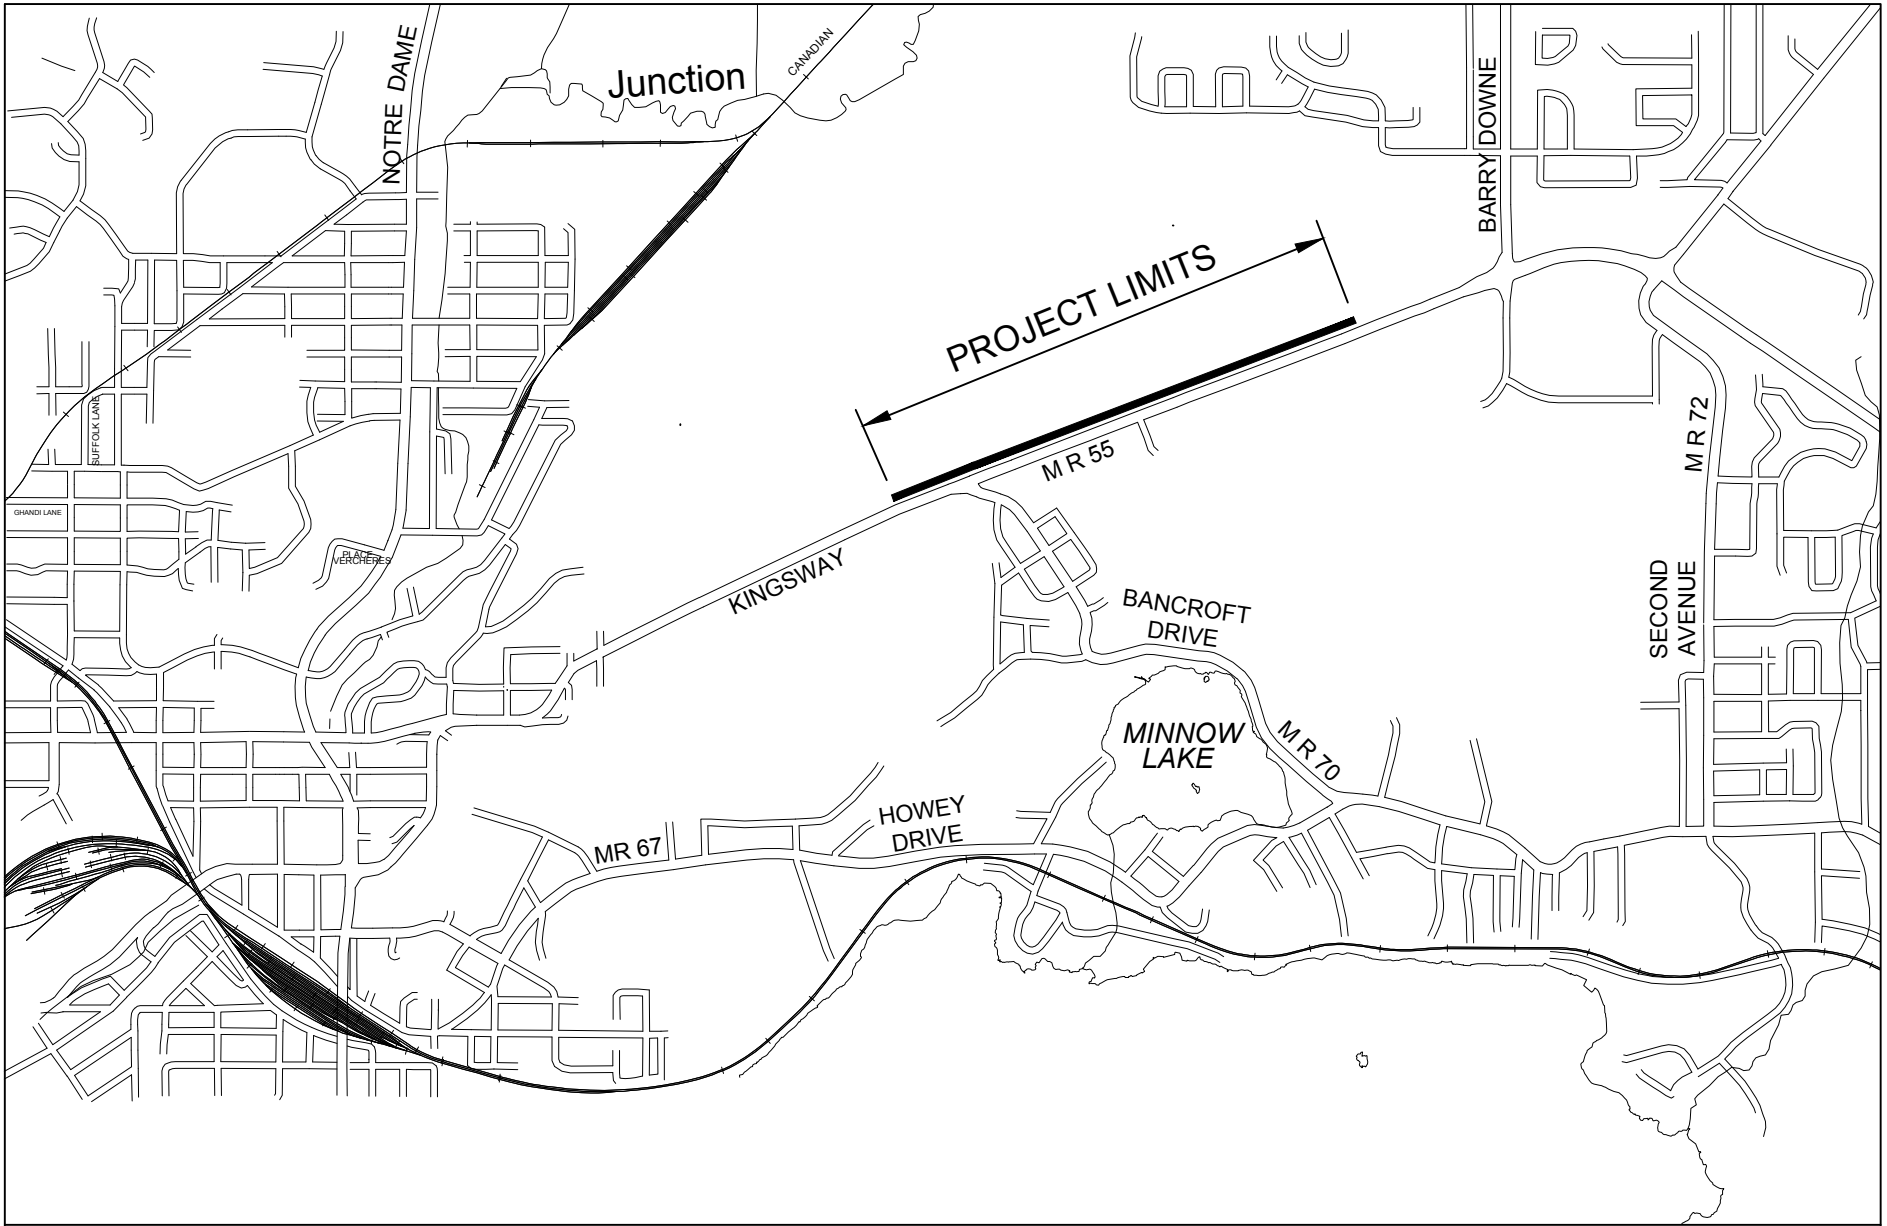 Junction
CANADIAN
NOTRE DAME
BARRY DOWNE
PROJECT LIMITS
SUFFOLK LANE
M R 72
M R 55
GHANDI LANE
PLACE
VERCHERES
KINGSWAY
BANCROFT
DRIVE
SECOND
AVENUE
MINNOW
LAKE
M R 70
HOWEY
DRIVE
MR 67